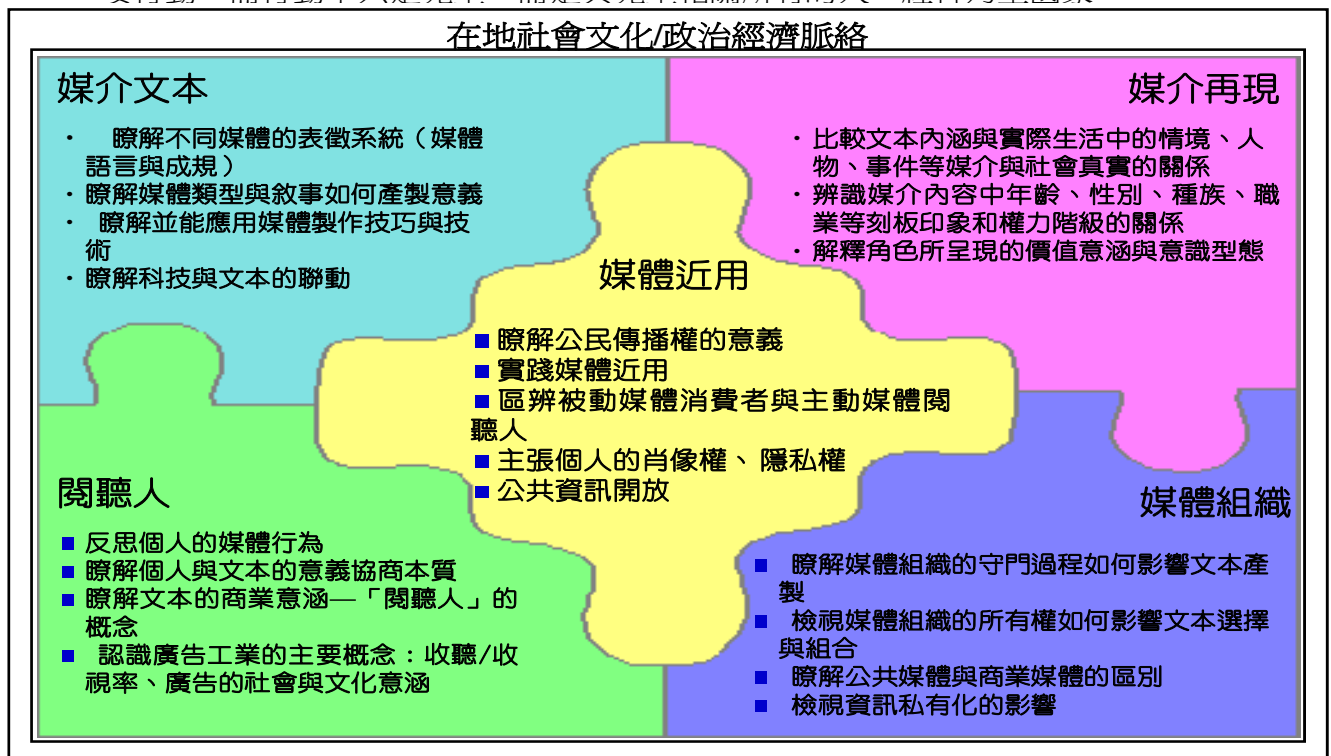 在地社會文化/政治經濟脈絡
媒介文本
． 瞭解不同媒體的表徵系統（媒體
語言與成規）
．瞭解媒體類型與敘事如何產製意義
． 瞭解並能應用媒體製作技巧與技
術
．瞭解科技與文本的聯動
媒介再現
．比較文本內涵與實際生活中的情境、人
物、事件等媒介與社會真實的關係
．辨識媒介內容中年齡、性別、種族、職
業等刻板印象和權力階級的關係
．解釋角色所呈現的價值意涵與意識型態
媒體近用
■ 瞭解公民傳播權的意義
■ 實踐媒體近用
■ 區辨被動媒體消費者與主動媒體閱
聽人
■ 主張個人的肖像權、隱私權
■ 公共資訊開放
閱聽人
■ 反思個人的媒體行為
■ 瞭解個人與文本的意義協商本質
■ 瞭解文本的商業意涵—「閱聽人」的
概念
■ 認識廣告工業的主要概念：收聽/收
視率、廣告的社會與文化意涵
媒體組織
■ 瞭解媒體組織的守門過程如何影響文本產
製
■ 檢視媒體組織的所有權如何影響文本選擇
與組合
■ 瞭解公共媒體與商業媒體的區別
■ 檢視資訊私有化的影響